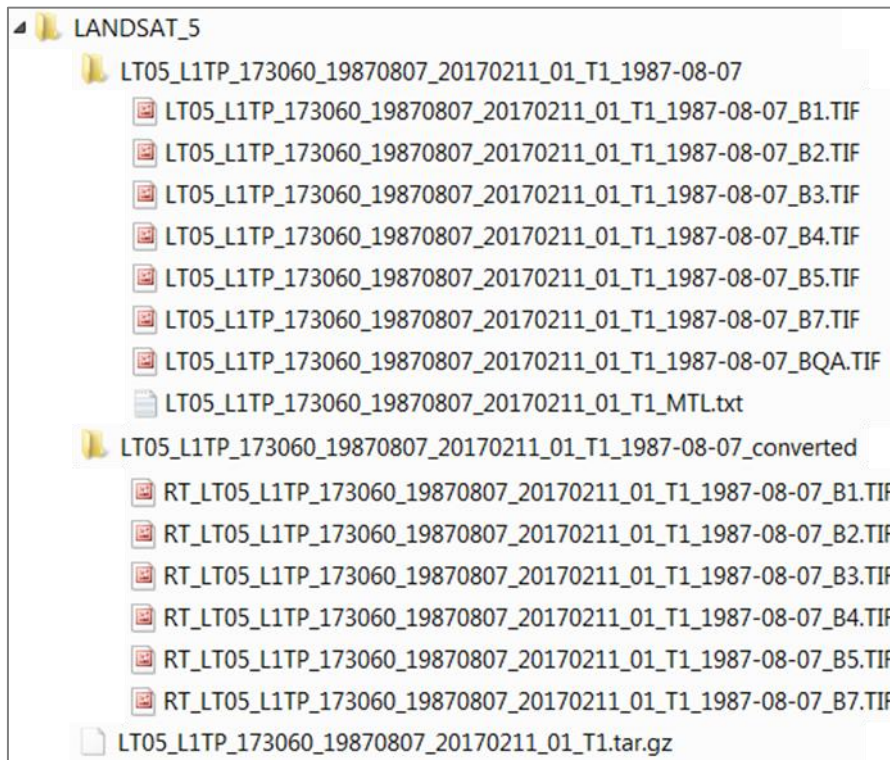 LANDSAT_5
LT05_L1TP_173060_19870807_20170211_01_T1_1987-08-07
LT05_L1TP_173060_19870807_20170211_01_T1_1987-08-07_B1.TIF
LT05_L1TP_173060_19870807_20170211_01_T1_1987-08-07_B2.TIF
LT05_L1TP_173060_19870807_20170211_01_T1_1987-08-07_B3.TIF
LT05_L1TP_173060_19870807_20170211_01_T1_1987-08-07_B4.TIF
LT05_L1TP_173060_19870807_20170211_01_T1_1987-08-07_B5.TIF
LT05_L1TP_173060_19870807_20170211_01_T1_1987-08-07_B7.TIF
LT05_L1TP_173060_19870807_20170211_01_T1_1987-08-07_BQA.TIF
LT05_L1TP_173060_19870807_20170211_01_T1_MTL.txt
LT05_L1TP_173060_19870807_20170211_01_T1_1987-08-07_converted
RT_LT05_L1TP_173060_19870807_20170211_01_T1_1987-08-07_B1.TIF
RT_LT05_L1TP_173060_19870807_20170211_01_T1_1987-08-07_B2.TIF
RT_LT05_L1TP_173060_19870807_20170211_01_T1_1987-08-07_B3.TIF
RT_LT05_L1TP_173060_19870807_20170211_01_T1_1987-08-07_B4.TIF
RT_LT05_L1TP_173060_19870807_20170211_01_T1_1987-08-07_B5.TIF
RT_LT05_L1TP_173060_19870807_20170211_01_T1_1987-08-07_B7.TIF
LT05_L1TP_173060_19870807_20170211_01_T1.tar.gz